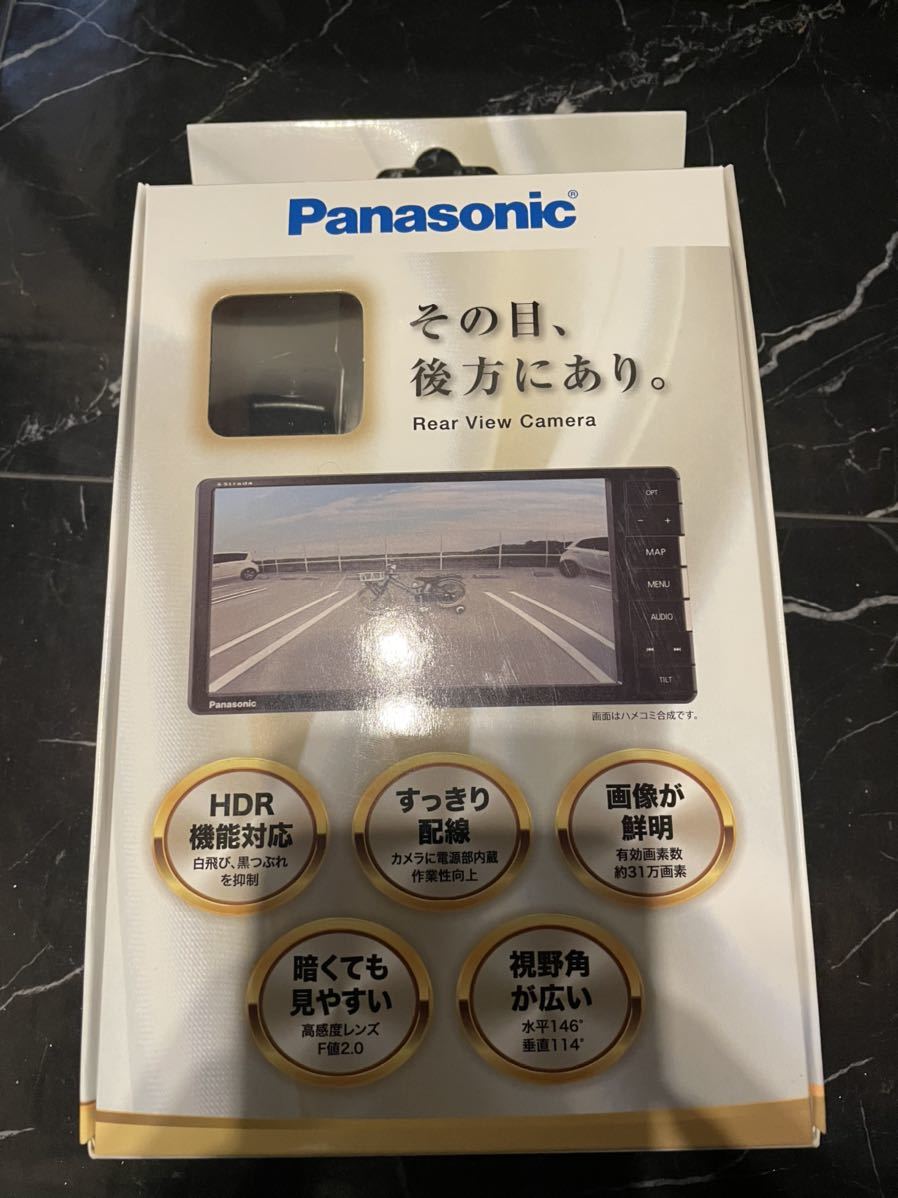 Panasonic®
その目、
後方にあり。
Rear View Camera
Strada
OPT
− +
MAP
MENU
AUDIO
TILT
Panasonic
画面はハメコミ合成です。
HDR
機能対応
白飛び、黒つぶれ
を抑制
すっきり
配線
カメラに電源部内蔵
作業性向上
画像が
鮮明
有効画素数
約31万画素
暗くても
見やすい
高感度レンズ
F値2.0
視野角
が広い
水平146°
垂直114°